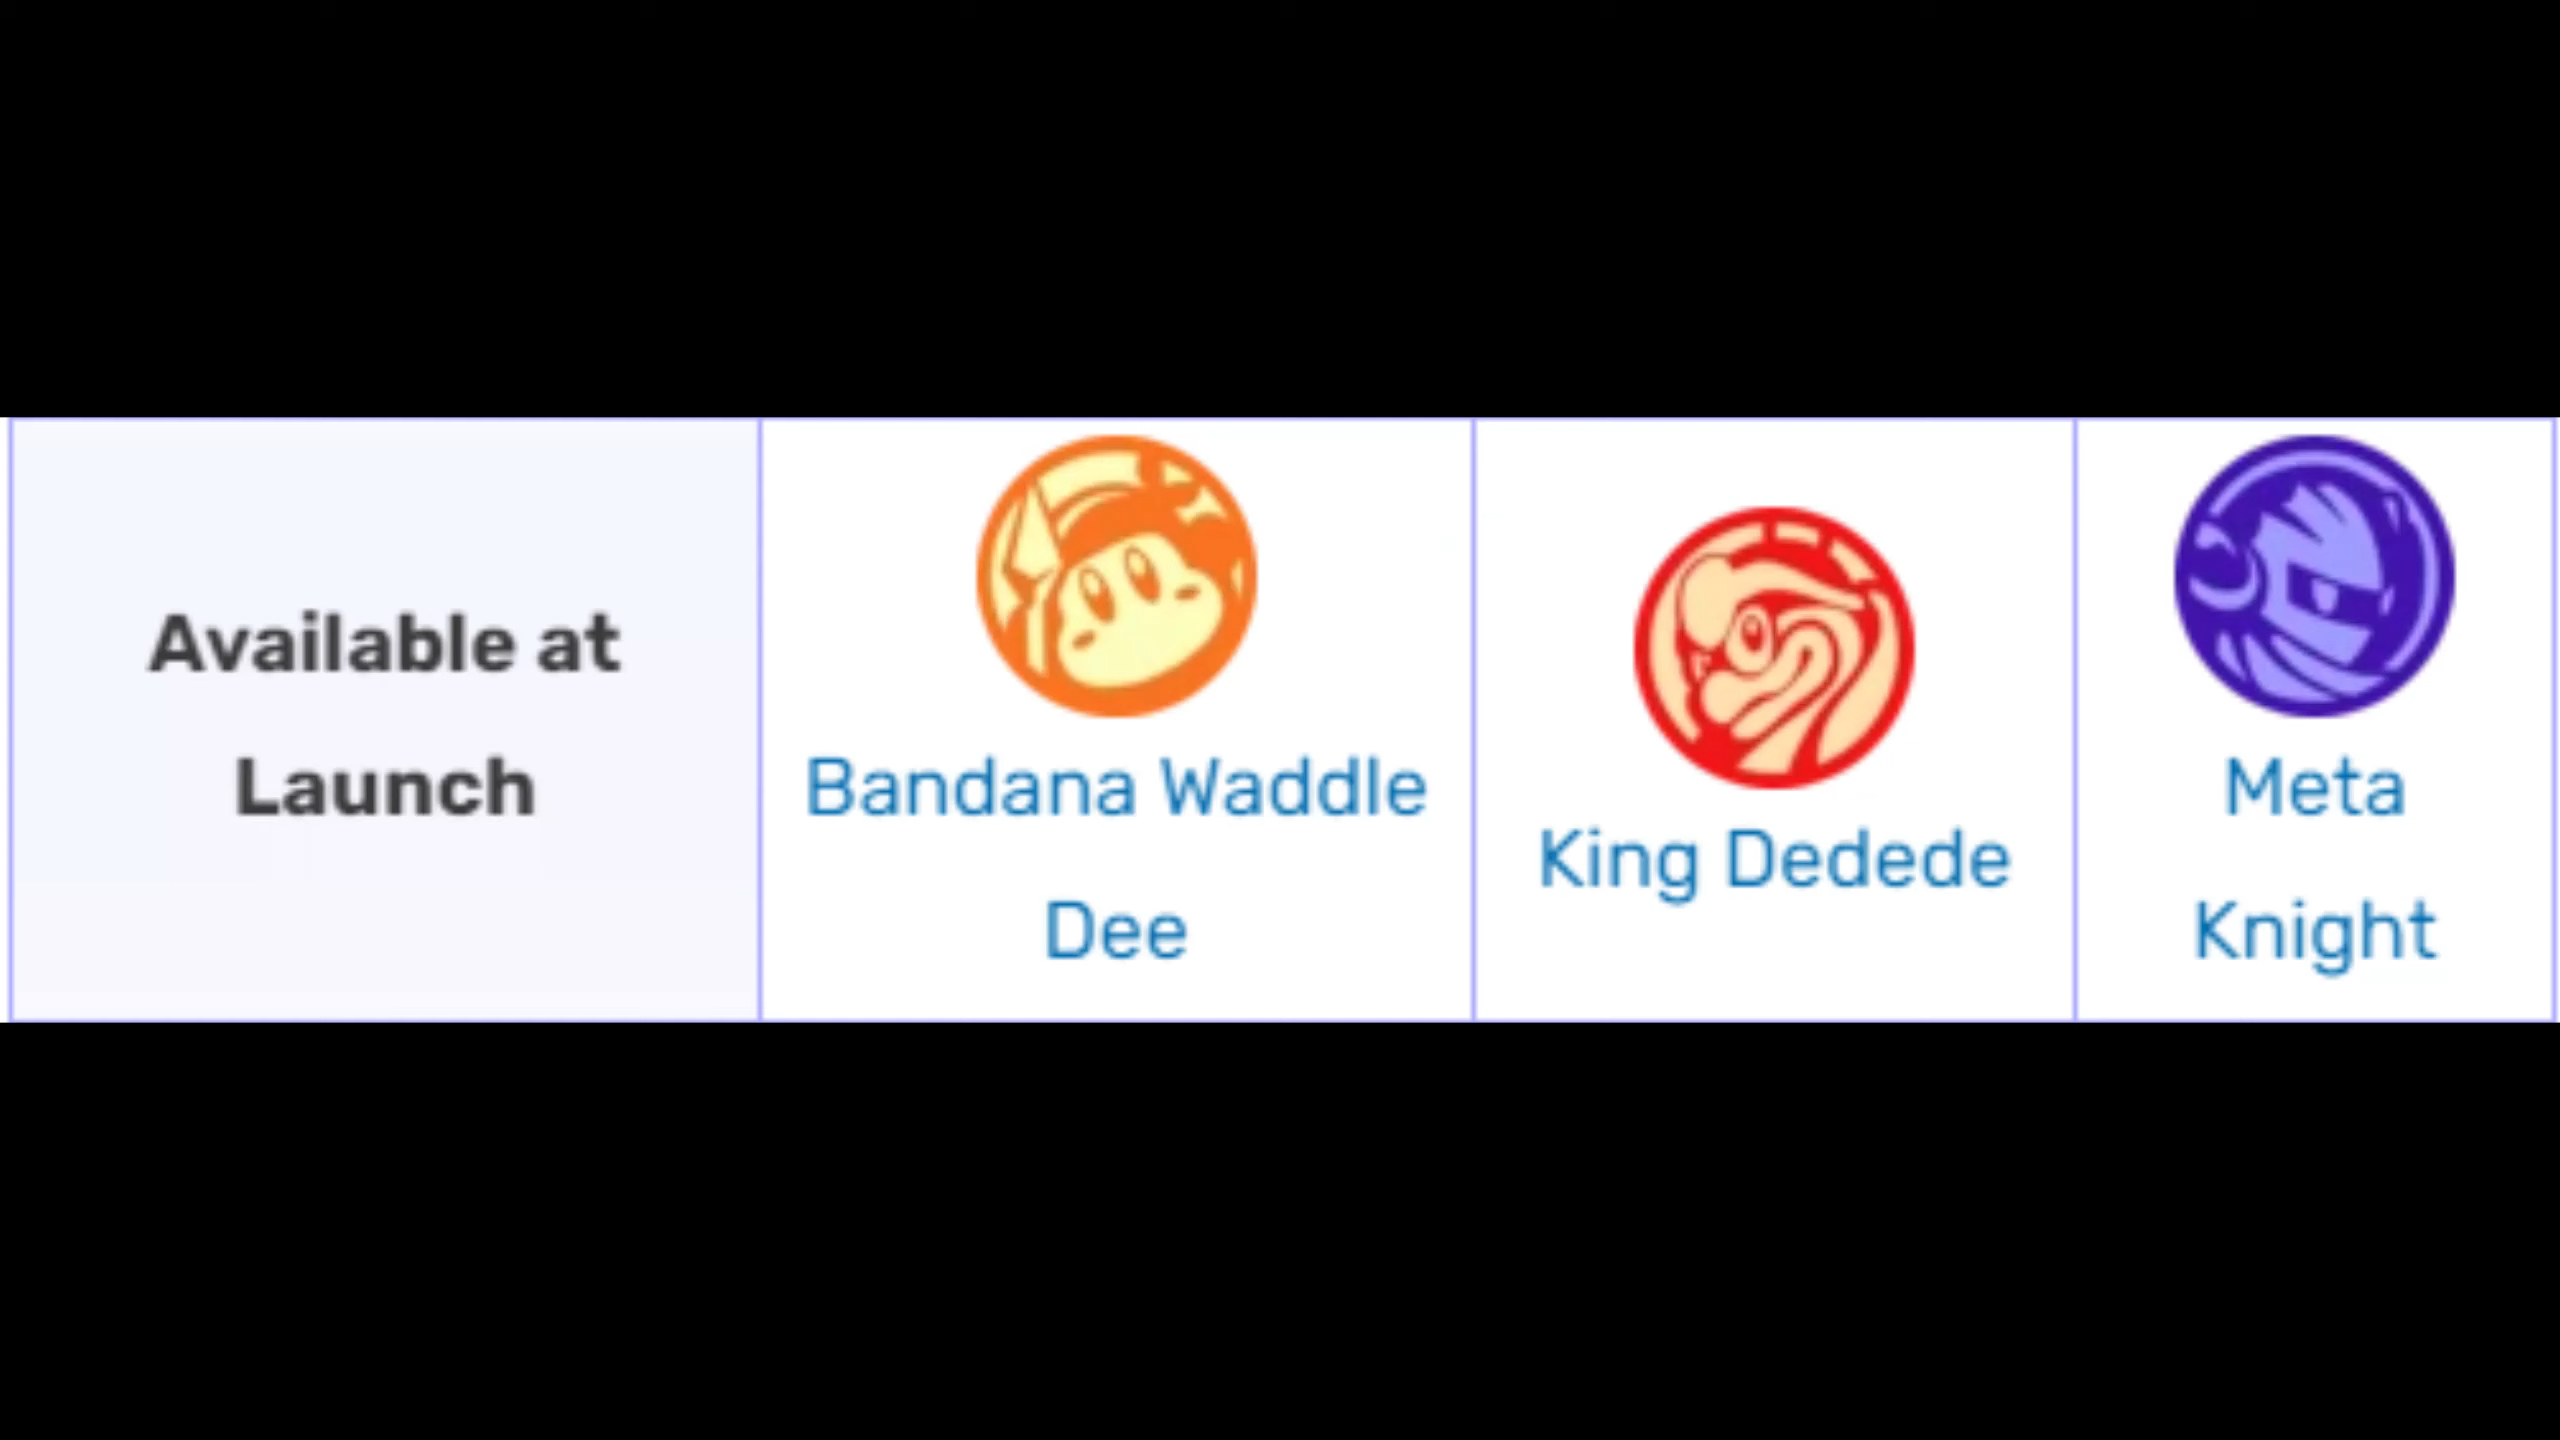 Available at
Launch
Bandana Waddle
Dee
King Dedede
Meta
Knight